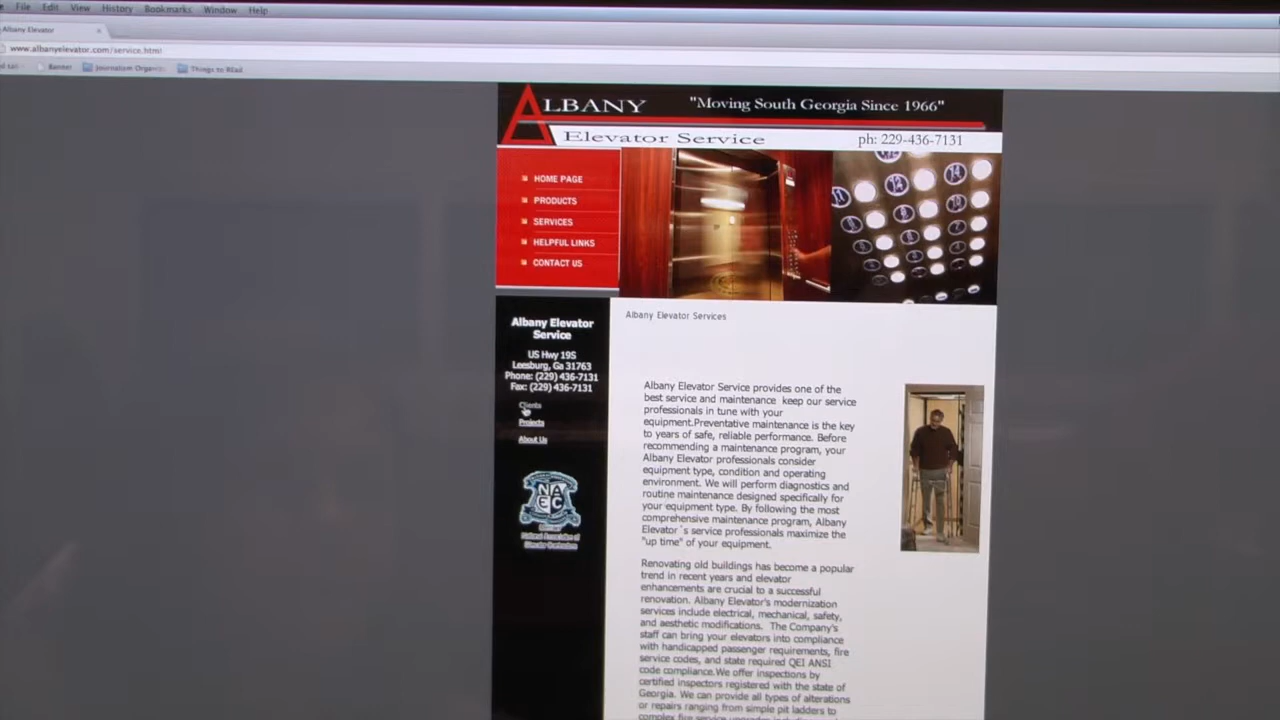 File Edit View History Bookmarks Window Help
Albany Elevator
www.albanyelevator.com/service.html
Banner Journalism Organiz Things to Read
ALBANY "Moving South Georgia Since 1966"
Elevator Service ph: 229-436-7131
HOME PAGE
PRODUCTS
SERVICES
HELPFUL LINKS
CONTACT US
Albany Elevator
Service
US Hwy 19S
Leesburg, Ga 31763
Phone: (229) 436-7131
Fax: (229) 436-7131
Clients
Products
About Us
NAEC
National Association of
Elevator Contractors
Albany Elevator Services
Albany Elevator Service provides one of the
best service and maintenance keep our service
professionals in tune with your
equipment.Preventative maintenance is the key
to years of safe, reliable performance. Before
recommending a maintenance program, your
Albany Elevator professionals consider
equipment type, condition and operating
environment. We will perform diagnostics and
routine maintenance designed specifically for
your equipment type. By following the most
comprehensive maintenance program, Albany
Elevator´s service professionals maximize the
"up time" of your equipment.
Renovating old buildings has become a popular
trend in recent years and elevator
enhancements are crucial to a successful
renovation. Albany Elevator's modernization
services include electrical, mechanical, safety,
and aesthetic modifications. The Company's
staff can bring your elevators into compliance
with handicapped passenger requirements, fire
service codes, and state required QEI ANSI
code compliance.We offer inspections by
certified inspectors registered with the state of
Georgia. We can provide all types of alterations
or repairs ranging from simple pit ladders to
complex fire service upgrades